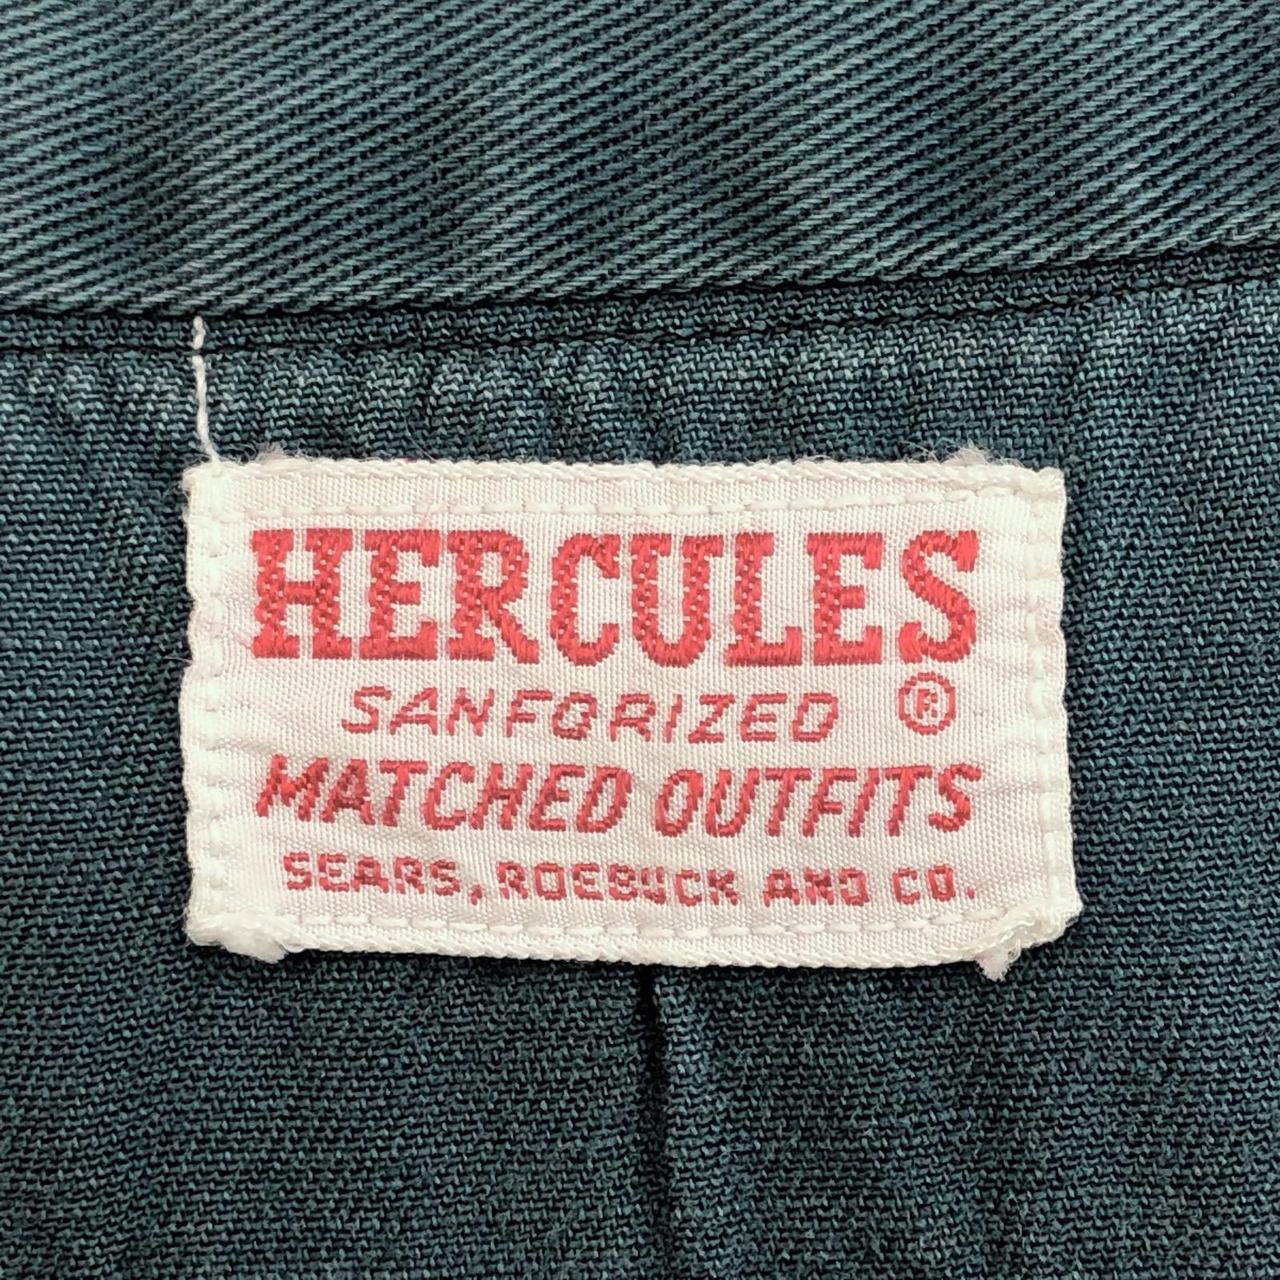 HERCULES
SANFORIZED ®
MATCHED OUTFITS
SEARS, ROEBUCK AND CO.